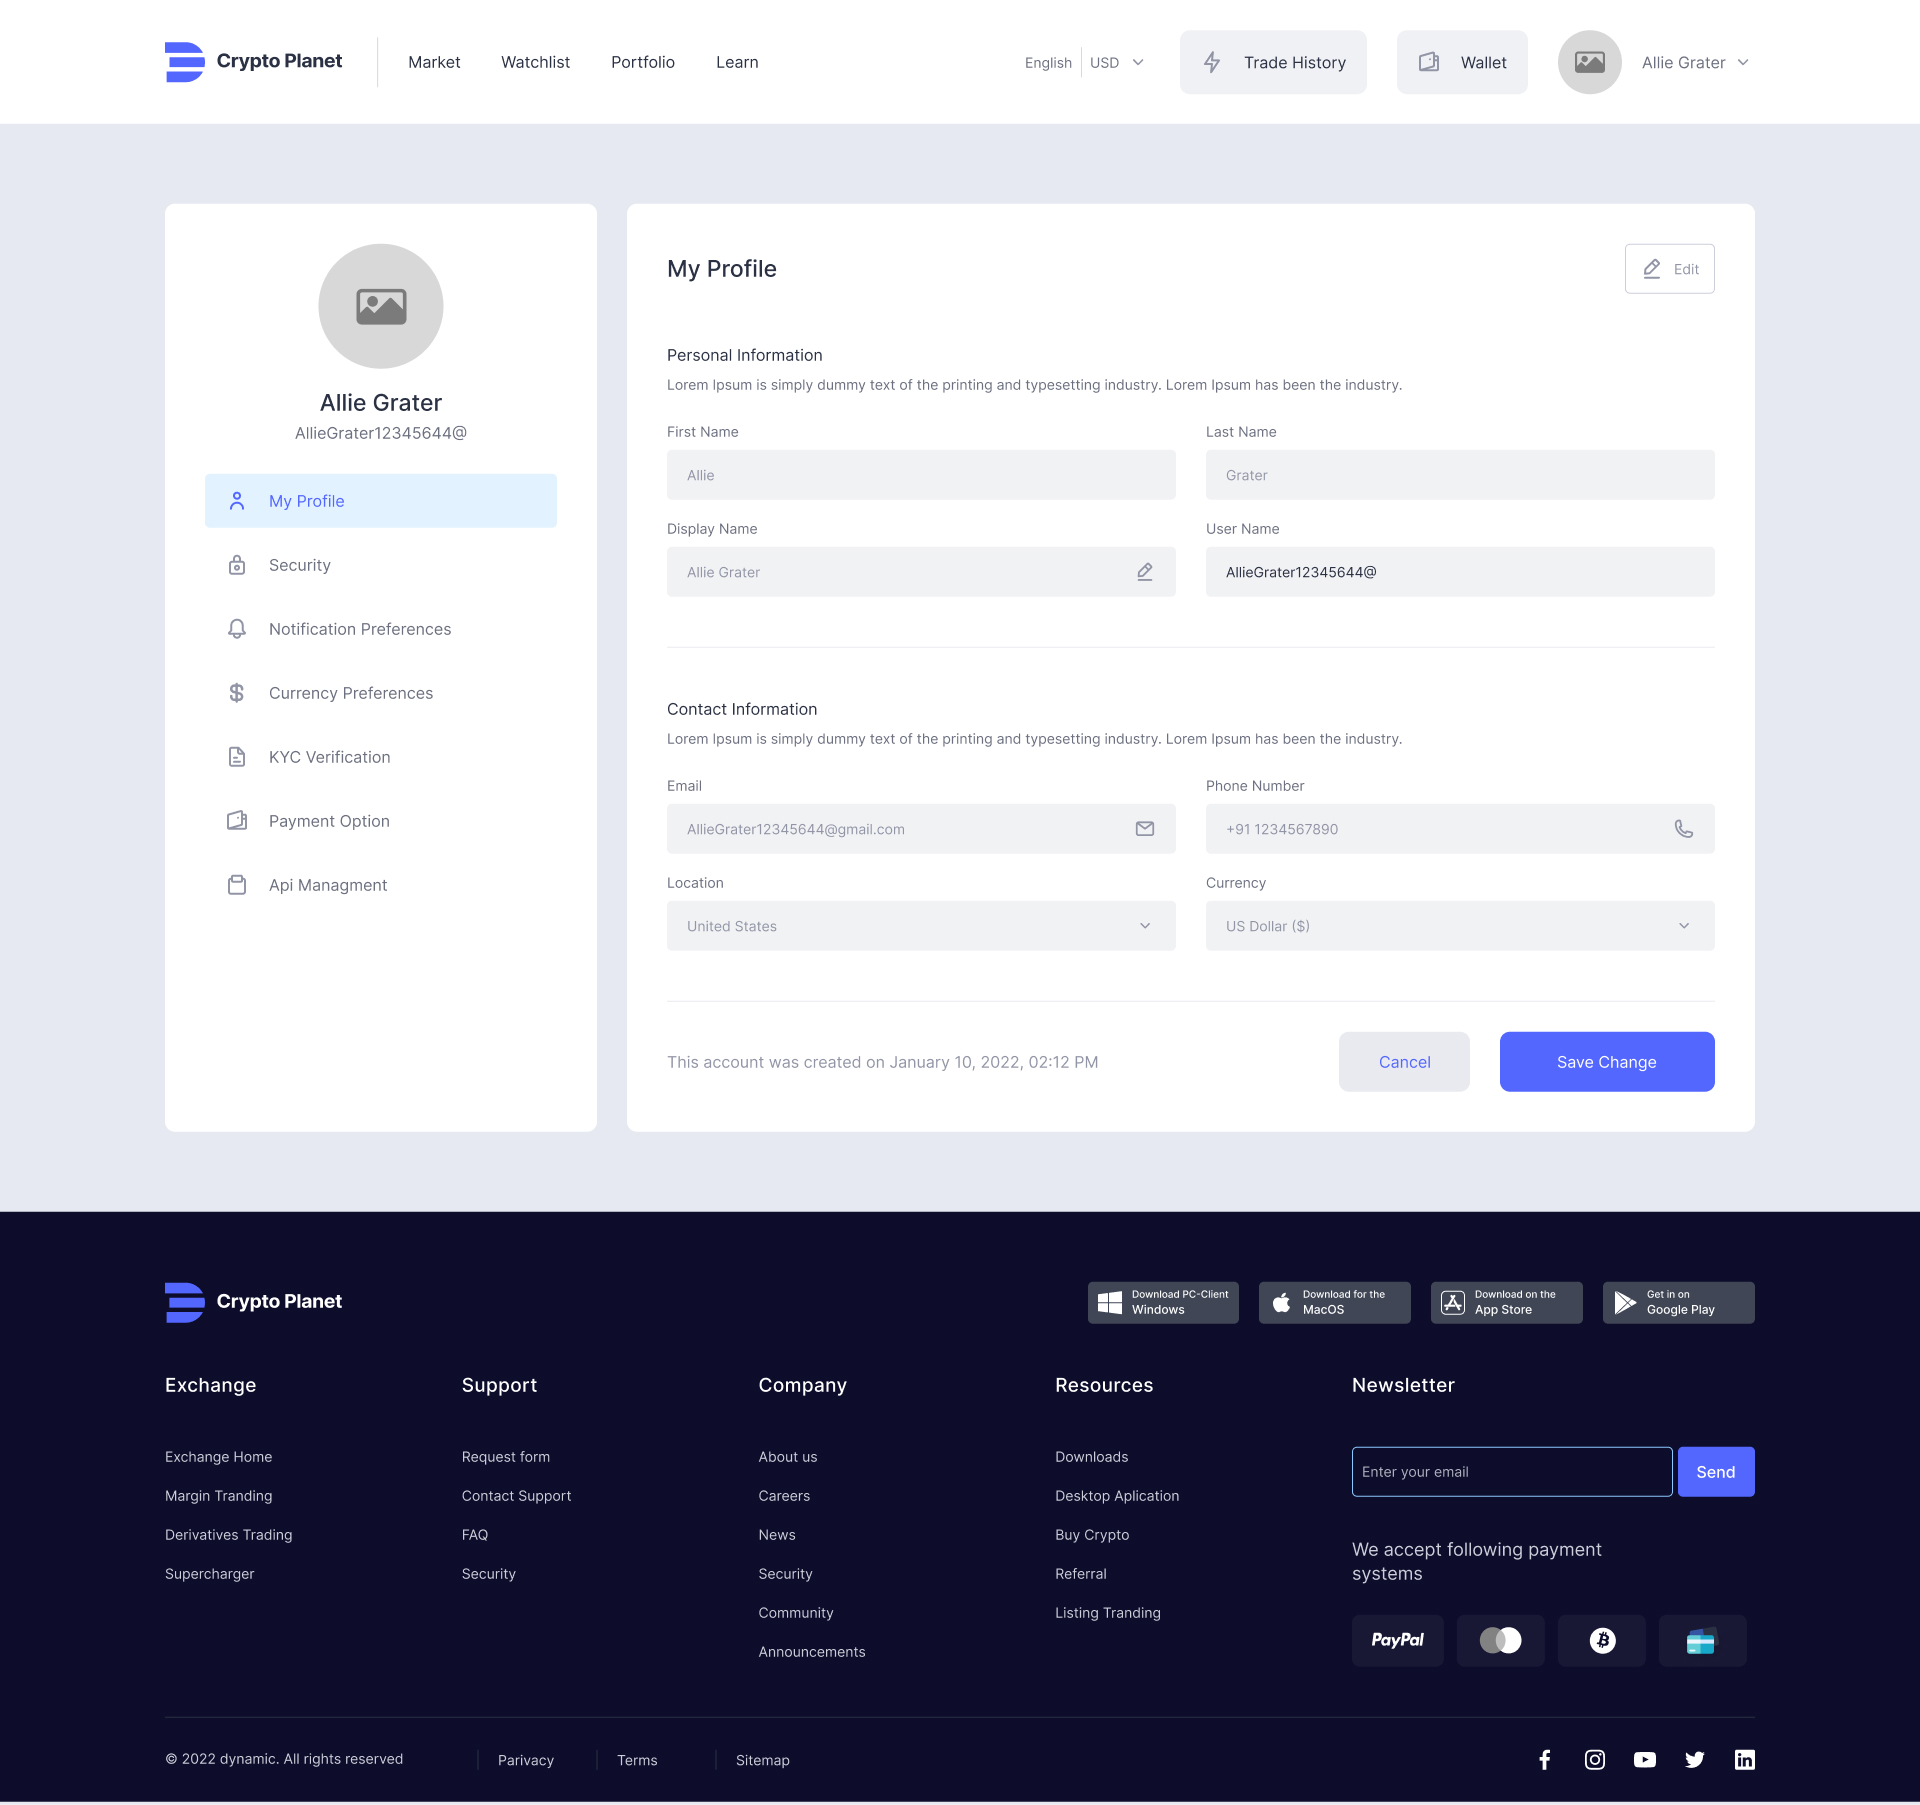 Crypto Planet
Market
Watchlist
Portfolio
Learn
English
USD
Trade History
Wallet
Allie Grater
Allie Grater
AllieGrater12345644@
My Profile
Security
Notification Preferences
Currency Preferences
KYC Verification
Payment Option
Api Managment
My Profile
Edit
Personal Information
Lorem Ipsum is simply dummy text of the printing and typesetting industry. Lorem Ipsum has been the industry.
First Name
Last Name
Allie
Grater
Display Name
User Name
Allie Grater
AllieGrater12345644@
Contact Information
Lorem Ipsum is simply dummy text of the printing and typesetting industry. Lorem Ipsum has been the industry.
Email
Phone Number
AllieGrater12345644@gmail.com
+91 1234567890
Location
Currency
United States
US Dollar ($)
This account was created on January 10, 2022, 02:12 PM
Cancel
Save Change
Crypto Planet
Download PC-Client
Windows
Download for the
MacOS
Download on the
App Store
Get in on
Google Play
Exchange
Exchange Home
Margin Tranding
Derivatives Trading
Supercharger
Support
Request form
Contact Support
FAQ
Security
Company
About us
Careers
News
Security
Community
Announcements
Resources
Downloads
Desktop Aplication
Buy Crypto
Referral
Listing Tranding
Newsletter
Enter your email
Send
We accept following payment
systems
PayPal
© 2022 dynamic. All rights reserved
Parivacy
Terms
Sitemap